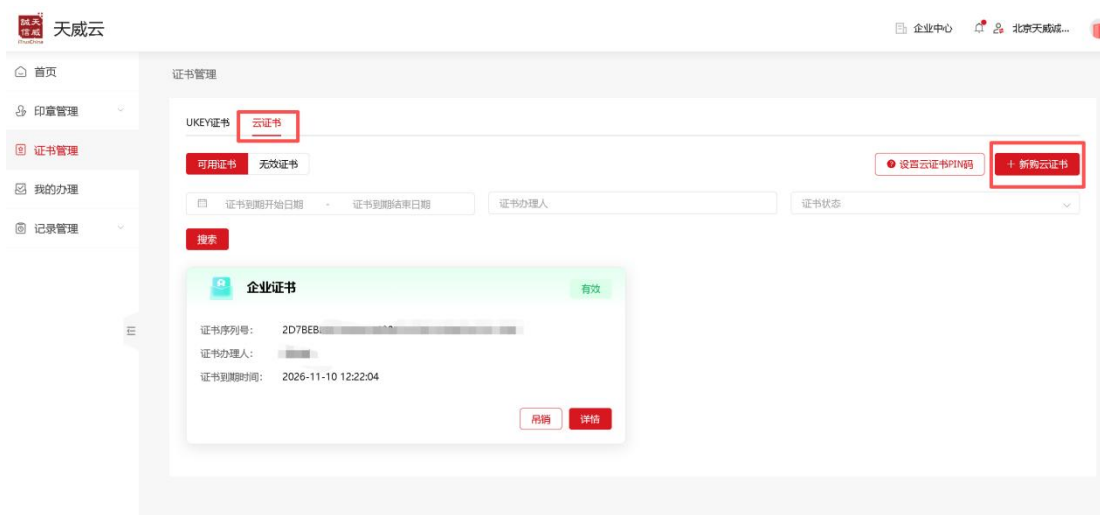 誠天
信威
iTrusChina
天威云
企业中心
北京天威诚...
首页
印章管理
证书管理
我的办理
记录管理
证书管理
UKEY证书
云证书
可用证书
无效证书
设置云证书PIN码
+ 新购云证书
证书到期开始日期 - 证书到期结束日期
证书办理人
证书状态
搜索
企业证书
有效
证书序列号: 2D7BEB
证书办理人:
证书到期时间: 2026-11-10 12:22:04
吊销
详情